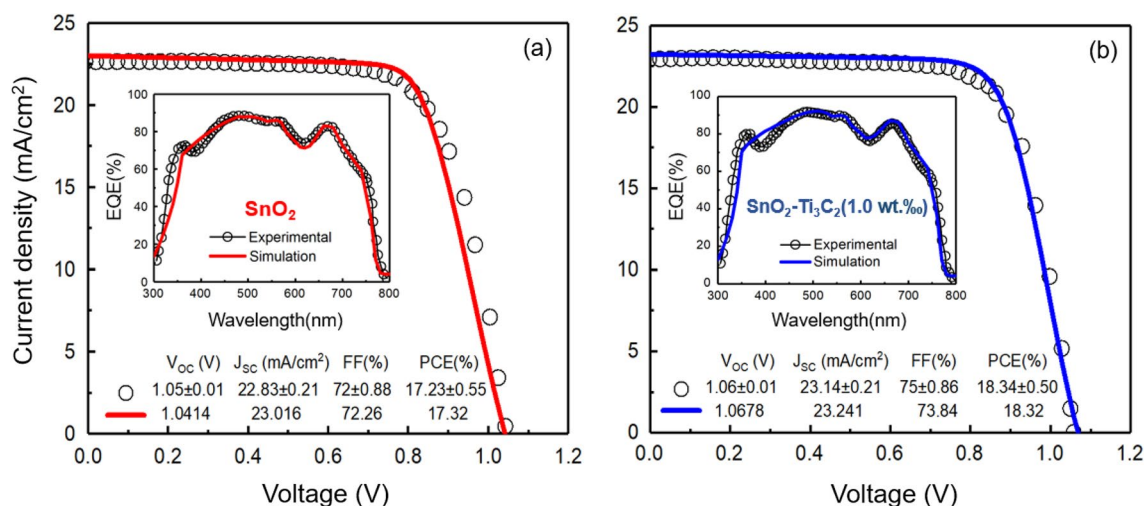 (a)
Current density (mA/cm²)
25
20
15
10
5
0
0.0 0.2 0.4 0.6 0.8 1.0 1.2
Voltage (V)
EQE(%)
100
80
60
40
20
0
300 400 500 600 700 800
Wavelength(nm)
SnO₂
Experimental
Simulation
V_OC (V) J_SC (mA/cm²) FF(%) PCE(%)
1.05±0.01 22.83±0.21 72±0.88 17.23±0.55
1.0414 23.016 72.26 17.32
(b)
25
20
15
10
5
0
0.0 0.2 0.4 0.6 0.8 1.0 1.2
Voltage (V)
EQE(%)
100
80
60
40
20
0
300 400 500 600 700 800
Wavelength(nm)
SnO₂-Ti₃C₂(1.0 wt.‰)
Experimental
Simulation
V_OC (V) J_SC (mA/cm²) FF(%) PCE(%)
1.06±0.01 23.14±0.21 75±0.86 18.34±0.50
1.0678 23.241 73.84 18.32